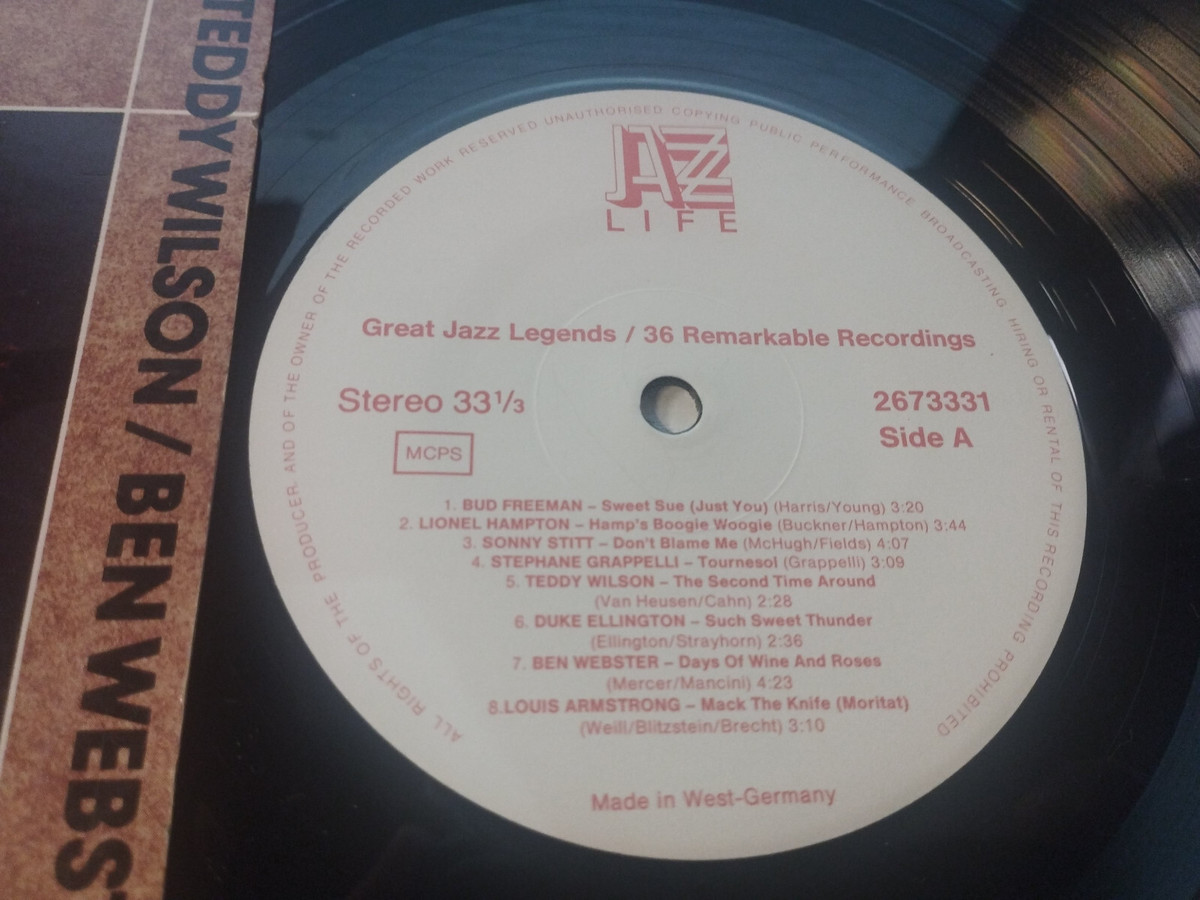 TEDDY WILSON / BEN WEBS
ALL RIGHTS OF THE PRODUCER AND OF THE OWNER OF THE RECORDED WORK RESERVED UNAUTHORISED COPYING PUBLIC PERFORMANCE BROADCASTING HIRING OR RENTAL OF THIS RECORDING PROHIBITED
JAZZ
LIFE
Great Jazz Legends / 36 Remarkable Recordings
Stereo 33 1/3
2673331
MCPS
Side A
1. BUD FREEMAN – Sweet Sue (Just You) (Harris/Young) 3:20
2. LIONEL HAMPTON – Hamp's Boogie Woogie (Buckner/Hampton) 3:44
3. SONNY STITT – Don't Blame Me (McHugh/Fields) 4:07
4. STEPHANE GRAPPELLI – Tournesol (Grappelli) 3:09
5. TEDDY WILSON – The Second Time Around
(Van Heusen/Cahn) 2:28
6. DUKE ELLINGTON – Such Sweet Thunder
(Ellington/Strayhorn) 2:36
7. BEN WEBSTER – Days Of Wine And Roses
(Mercer/Mancini) 4:23
8.LOUIS ARMSTRONG – Mack The Knife (Moritat)
(Weill/Blitzstein/Brecht) 3:10
Made in West-Germany